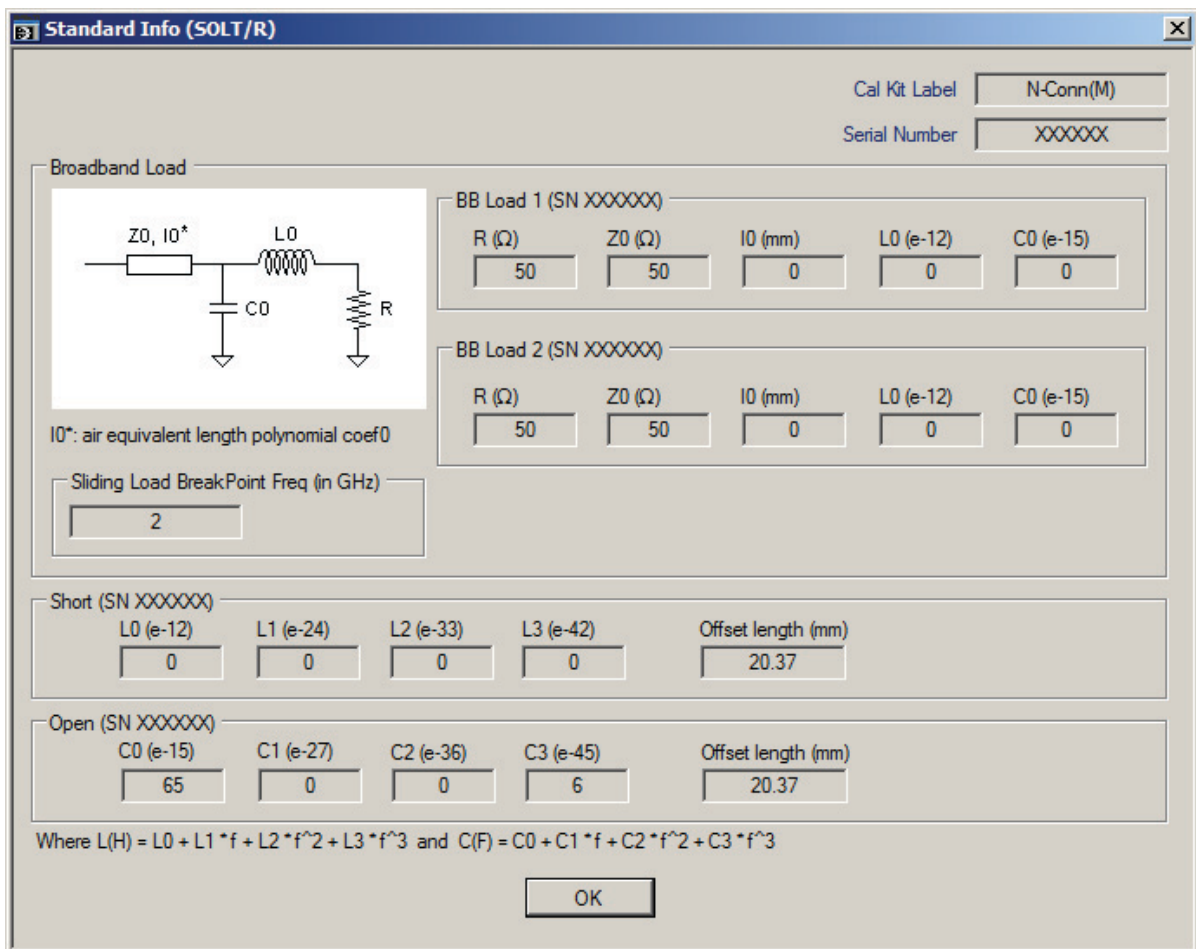 Standard Info (SOLT/R)
Cal Kit Label N-Conn(M)
Serial Number XXXXXX
Broadband Load
Z0, I0* L0
C0 R
I0*: air equivalent length polynomial coef0
BB Load 1 (SN XXXXXX)
R (Ω) Z0 (Ω) I0 (mm) L0 (e-12) C0 (e-15)
50 50 0 0 0
BB Load 2 (SN XXXXXX)
R (Ω) Z0 (Ω) I0 (mm) L0 (e-12) C0 (e-15)
50 50 0 0 0
Sliding Load BreakPoint Freq (in GHz)
2
Short (SN XXXXXX)
L0 (e-12) L1 (e-24) L2 (e-33) L3 (e-42) Offset length (mm)
0 0 0 0 20.37
Open (SN XXXXXX)
C0 (e-15) C1 (e-27) C2 (e-36) C3 (e-45) Offset length (mm)
65 0 0 6 20.37
Where L(H) = L0 + L1 * f + L2 * f^2 + L3 * f^3 and C(F) = C0 + C1 * f + C2 * f^2 + C3 * f^3
OK